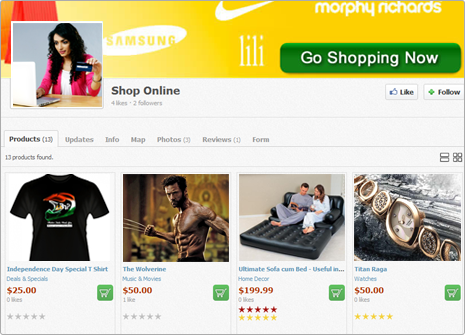 morphy richards
SAMSUNG
lili
Go Shopping Now
Shop Online
4 likes · 2 followers
Like
Follow
Products (13)
Updates
Info
Map
Photos (3)
Reviews (1)
Form
13 products found.
Independence Day Special T Shirt
Deals & Specials
$25.00
0 likes
The Wolverine
Music & Movies
$50.00
1 like
Ultimate Sofa cum Bed - Useful in...
Home Decor
$199.99
0 likes
Titan Raga
Watches
$50.00
0 likes